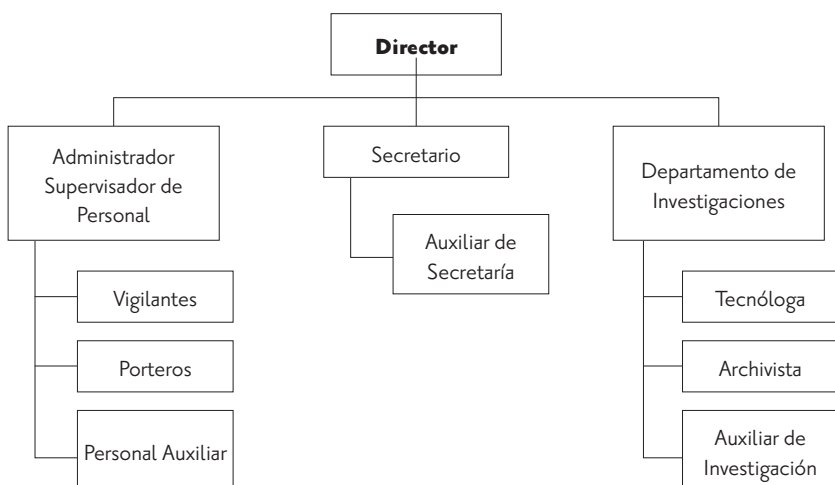 Director
Administrador
Supervisador de
Personal
Secretario
Departamento de
Investigaciones
Auxiliar de
Secretaría
Vigilantes
Porteros
Personal Auxiliar
Tecnóloga
Archivista
Auxiliar de
Investigación